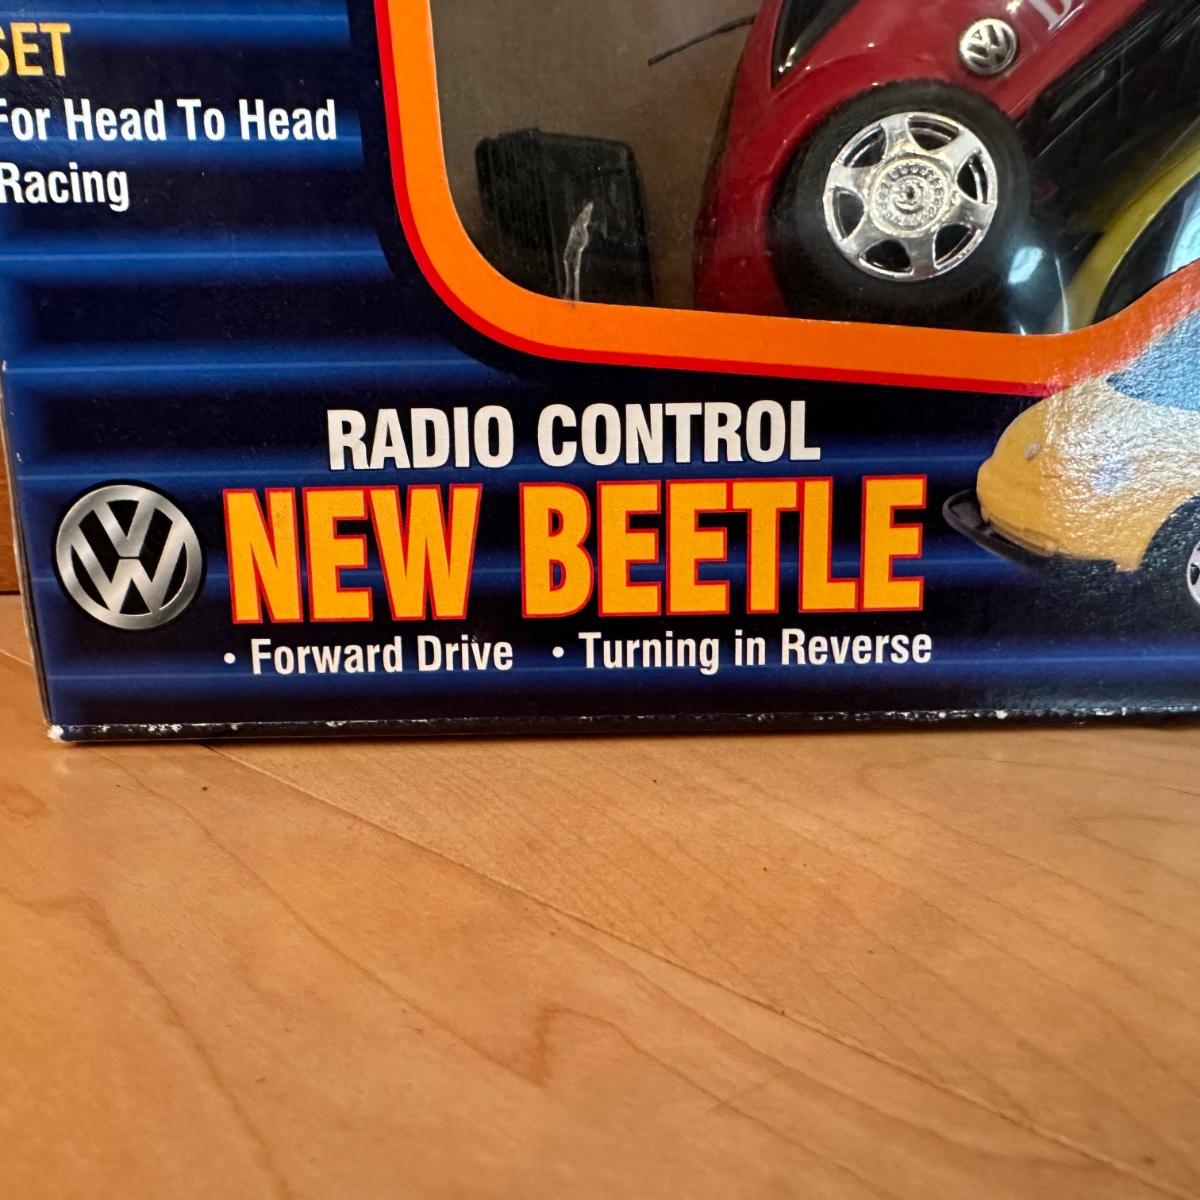 SET
For Head To Head
Racing
RADIO CONTROL
NEW BEETLE
• Forward Drive • Turning in Reverse